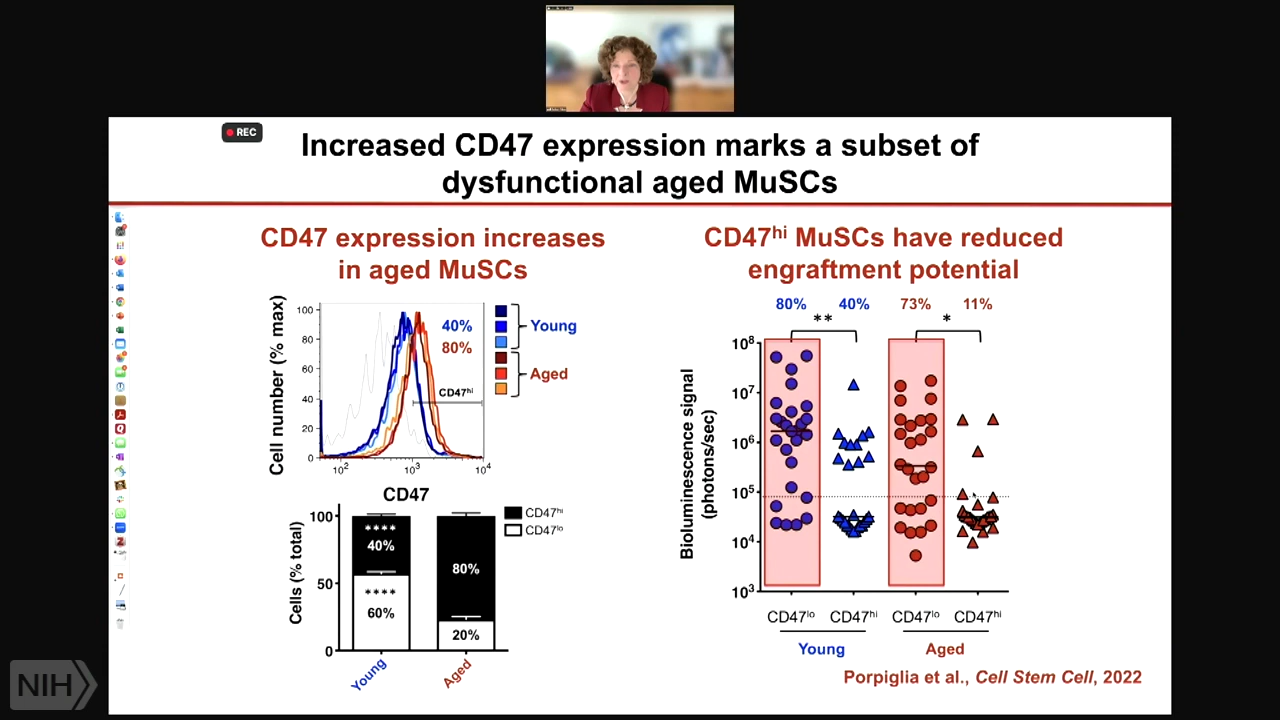 REC
Increased CD47 expression marks a subset of
dysfunctional aged MuSCs
CD47 expression increases
in aged MuSCs
Cell number (% max)
100
80
60
40
20
0
10²
10³
10⁴
40%
80%
CD47ʰⁱ
Young
Aged
CD47
Cells (% total)
100
50
0
****
40%
****
60%
80%
20%
CD47ʰⁱ
CD47ˡᵒ
Young
Aged
CD47ʰⁱ MuSCs have reduced
engraftment potential
80% 40% 73% 11%
** *
Bioluminescence signal
(photons/sec)
10⁸
10⁷
10⁶
10⁵
10⁴
10³
CD47ˡᵒ CD47ʰⁱ CD47ˡᵒ CD47ʰⁱ
Young Aged
Porpiglia et al., Cell Stem Cell, 2022
NIH